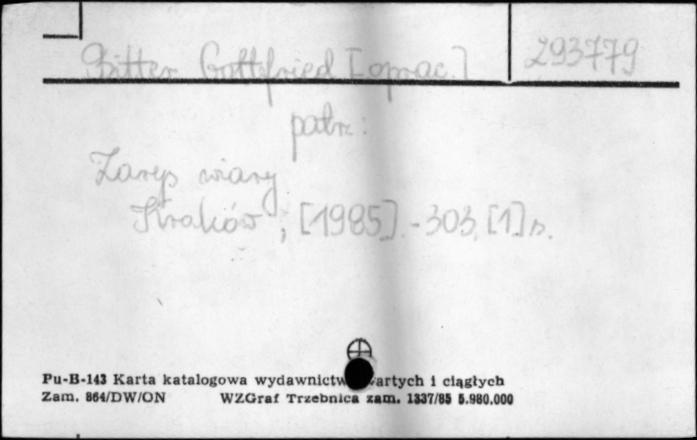 Bitter Gottfried [oprac.] 293779
patrz:
Zarys wiary
Kraków ; [1985]. - 303, [1] s.
Pu-B-143 Karta katalogowa wydawnictw zwartych i ciągłych
Zam. 864/DW/ON WZGraf Trzebnica zam. 1337/85 5.980.000